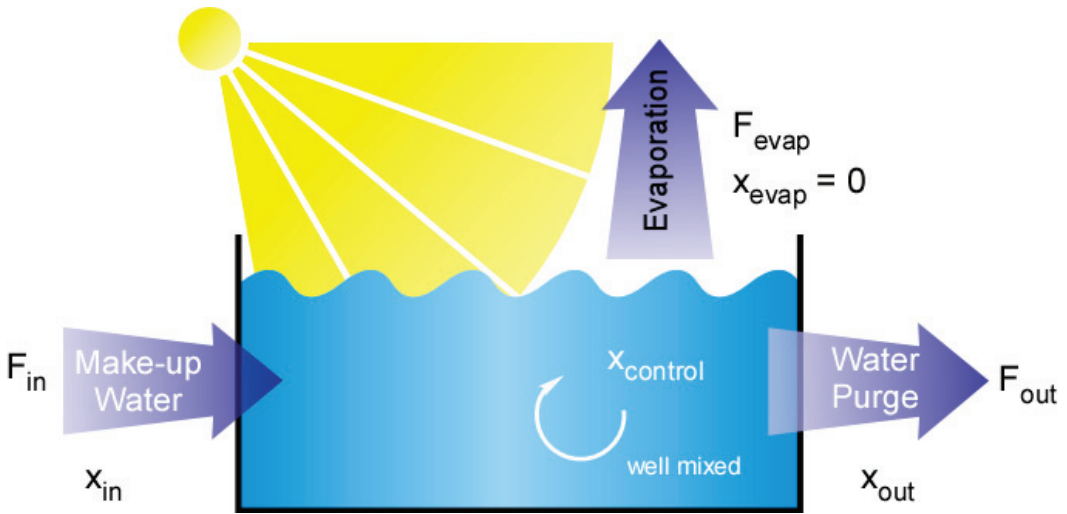 Evaporation
F_evap
x_evap = 0
F_in
Make-up
Water
x_in
x_control
well mixed
Water
Purge
F_out
x_out